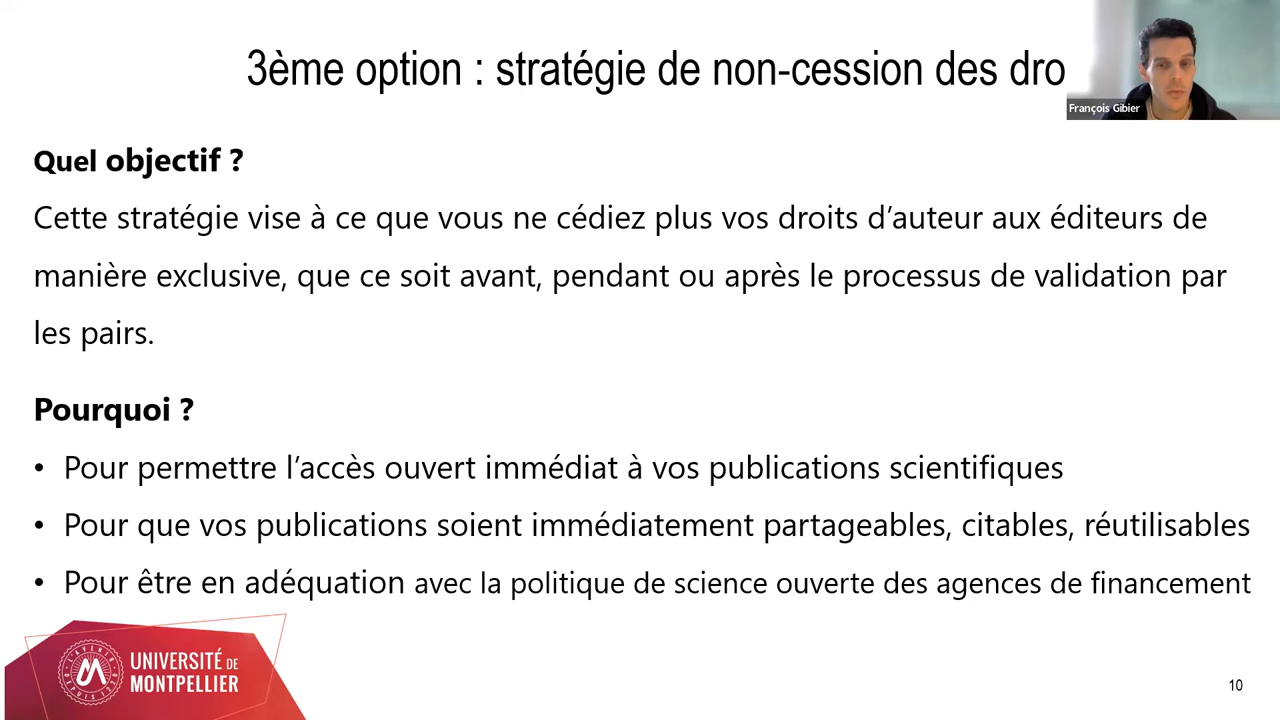 3ème option : stratégie de non-cession des dro
François Gibier
Quel objectif ?
Cette stratégie vise à ce que vous ne cédiez plus vos droits d’auteur aux éditeurs de
manière exclusive, que ce soit avant, pendant ou après le processus de validation par
les pairs.
Pourquoi ?
• Pour permettre l’accès ouvert immédiat à vos publications scientifiques
• Pour que vos publications soient immédiatement partageables, citables, réutilisables
• Pour être en adéquation avec la politique de science ouverte des agences de financement
UNIVERSITÉ DE
MONTPELLIER
10